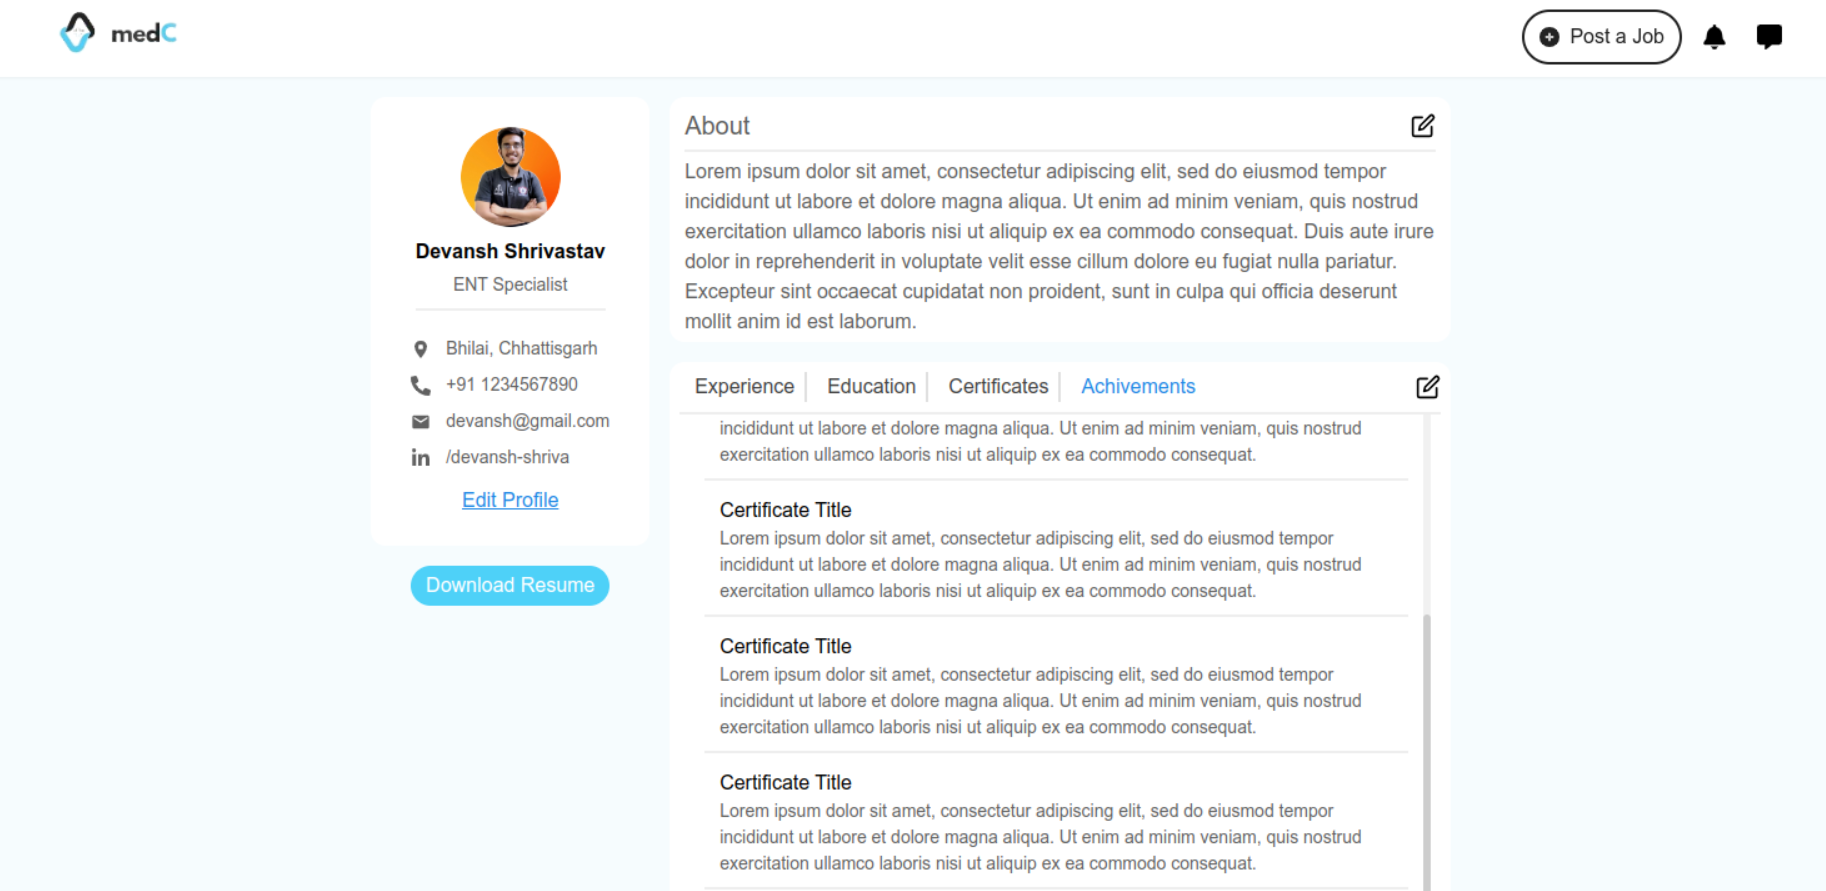 medC
Post a Job
Devansh Shrivastav
ENT Specialist
Bhilai, Chhattisgarh
+91 1234567890
devansh@gmail.com
/devansh-shriva
Edit Profile
Download Resume
About
Lorem ipsum dolor sit amet, consectetur adipiscing elit, sed do eiusmod tempor
incididunt ut labore et dolore magna aliqua. Ut enim ad minim veniam, quis nostrud
exercitation ullamco laboris nisi ut aliquip ex ea commodo consequat. Duis aute irure
dolor in reprehenderit in voluptate velit esse cillum dolore eu fugiat nulla pariatur.
Excepteur sint occaecat cupidatat non proident, sunt in culpa qui officia deserunt
mollit anim id est laborum.
Experience Education Certificates Achivements
incididunt ut labore et dolore magna aliqua. Ut enim ad minim veniam, quis nostrud
exercitation ullamco laboris nisi ut aliquip ex ea commodo consequat.
Certificate Title
Lorem ipsum dolor sit amet, consectetur adipiscing elit, sed do eiusmod tempor
incididunt ut labore et dolore magna aliqua. Ut enim ad minim veniam, quis nostrud
exercitation ullamco laboris nisi ut aliquip ex ea commodo consequat.
Certificate Title
Lorem ipsum dolor sit amet, consectetur adipiscing elit, sed do eiusmod tempor
incididunt ut labore et dolore magna aliqua. Ut enim ad minim veniam, quis nostrud
exercitation ullamco laboris nisi ut aliquip ex ea commodo consequat.
Certificate Title
Lorem ipsum dolor sit amet, consectetur adipiscing elit, sed do eiusmod tempor
incididunt ut labore et dolore magna aliqua. Ut enim ad minim veniam, quis nostrud
exercitation ullamco laboris nisi ut aliquip ex ea commodo consequat.